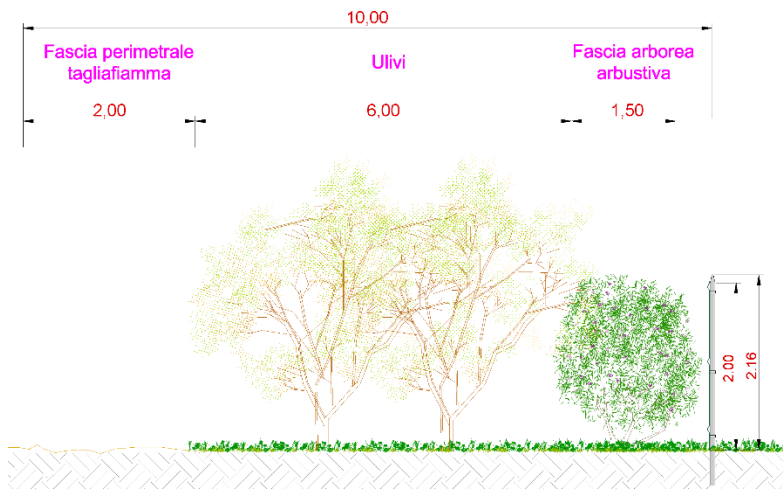 10,00
Fascia perimetrale
tagliafiamma
Ulivi
Fascia arborea
arbustiva
2,00
6,00
1,50
2.00
2.16